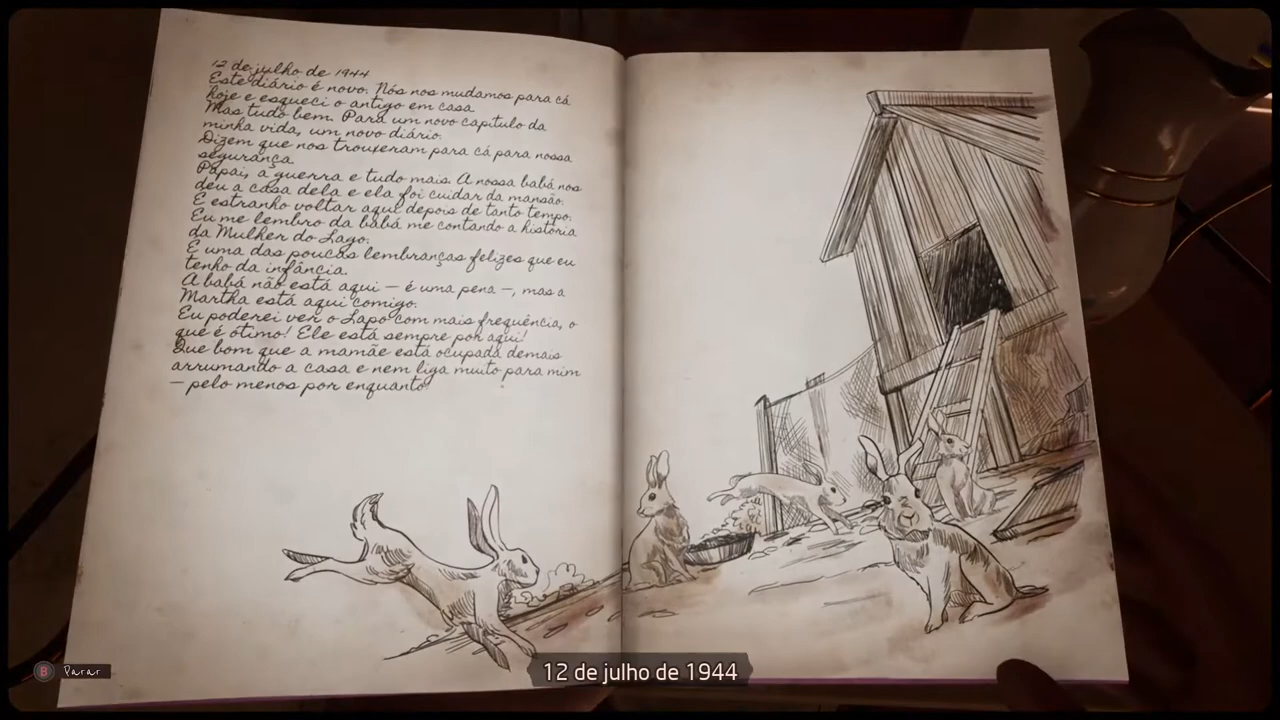 12 de julho de 1944
Este diário é novo. Nós nos mudamos para cá
hoje e esqueci o antigo em casa.
Mas tudo bem. Para um novo capítulo da
minha vida, um novo diário.
Dizem que nos trouxeram para cá para nossa
segurança.
Papai, a guerra e tudo mais. A nossa babá nos
deu a casa dela e ela foi cuidar da mansão.
É estranho voltar aqui depois de tanto tempo.
Eu me lembro da babá me contando a história
da Mulher do Lago.
É uma das poucas lembranças felizes que eu
tenho da infância.
A babá não está aqui — é uma pena —, mas a
Martha está aqui comigo.
Eu poderei ver o Lapo com mais frequência, o
que é ótimo! Ele está sempre por aqui!
Que bom que a mamãe está ocupada demais
arrumando a casa e nem liga muito para mim
— pelo menos por enquanto.
B Parar
12 de julho de 1944